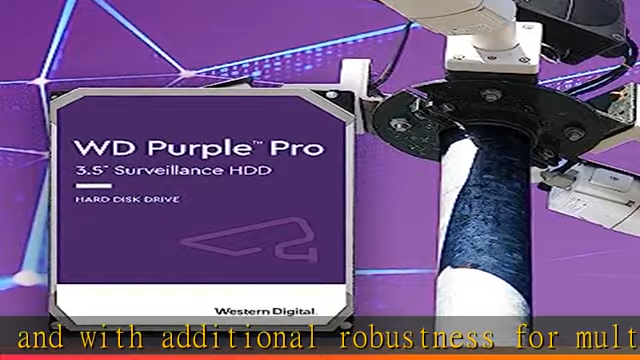 WD Purple™ Pro
3.5" Surveillance HDD
HARD DISK DRIVE
Western Digital.
and with additional robustness for mult